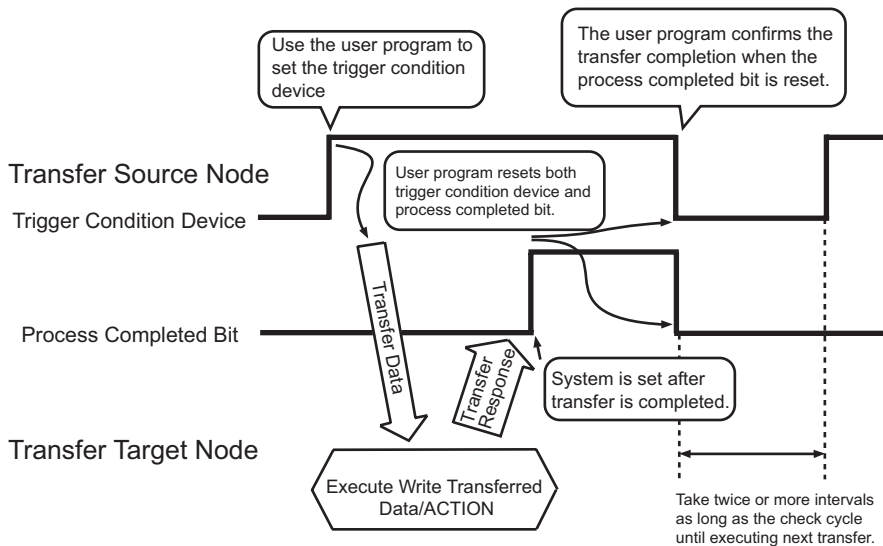 Use the user program to
set the trigger condition
device
The user program confirms the
transfer completion when the
process completed bit is reset.
Transfer Source Node
Trigger Condition Device
User program resets both
trigger condition device and
process completed bit.
Transfer Data
Process Completed Bit
Transfer
Response
System is set after
transfer is completed.
Transfer Target Node
Execute Write Transferred
Data/ACTION
Take twice or more intervals
as long as the check cycle
until executing next transfer.